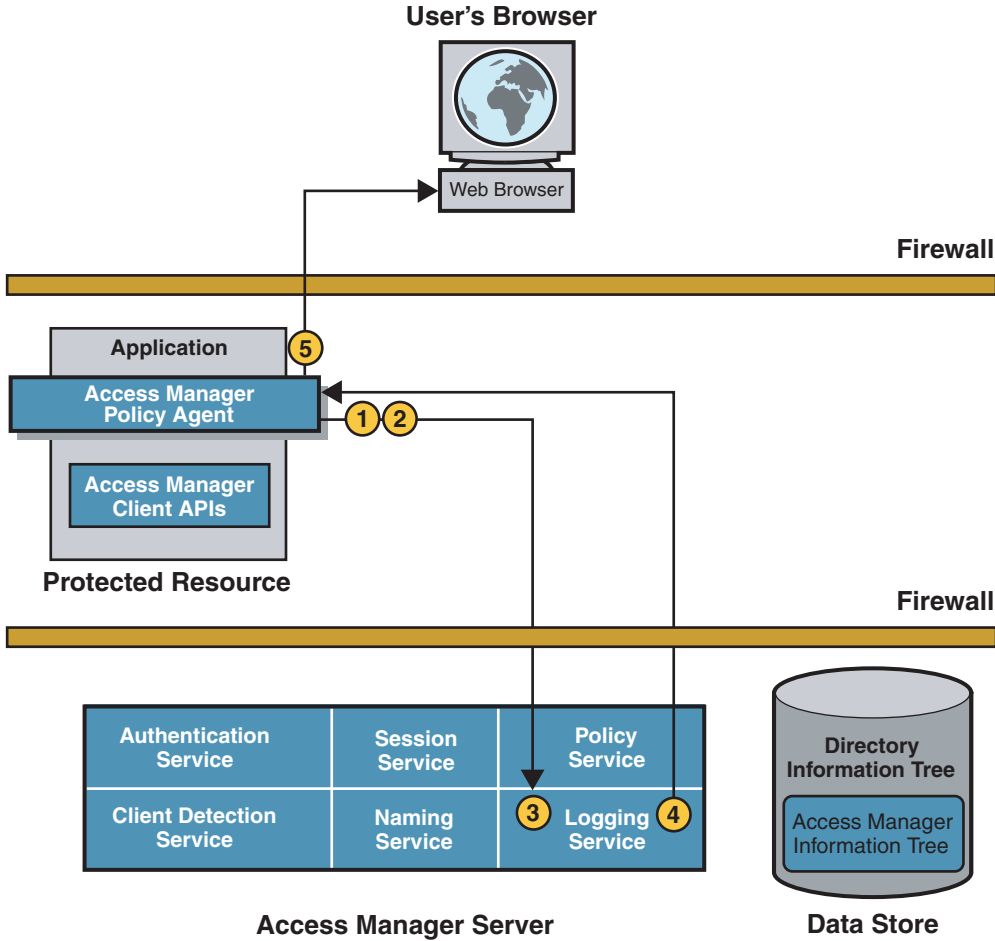 User's Browser
Web Browser
Firewall
Application
5
Access Manager
Policy Agent
1
2
Access Manager
Client APIs
Protected Resource
Firewall
Authentication
Service
Session
Service
Policy
Service
Client Detection
Service
Naming
Service
3
Logging
Service
4
Directory
Information Tree
Access Manager
Information Tree
Access Manager Server
Data Store